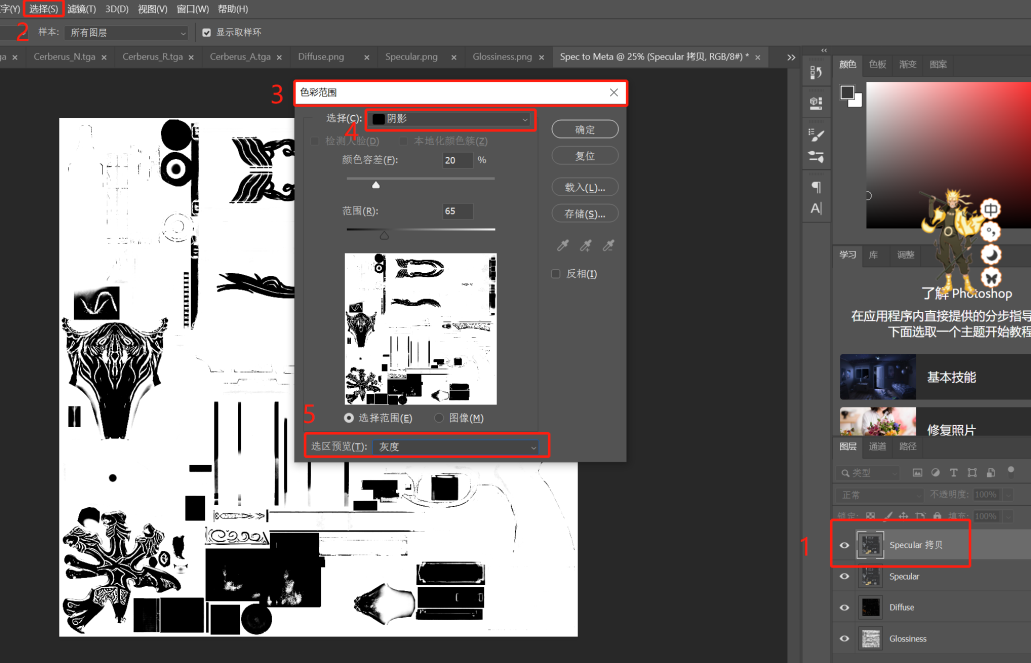 字(Y) 选择(S) 滤镜(T) 3D(D) 视图(V) 窗口(W) 帮助(H)
2 样本: 所有图层 显示取样环
ga × Cerberus_N.tga × Cerberus_R.tga × Cerberus_A.tga × Diffuse.png × Specular.png × Glossiness.png × Spec to Meta @ 25% (Specular 拷贝, RGB/8#) * ×
颜色 色板 渐变 图案
3 色彩范围
4 选择(C): 阴影
确定
检测人脸(D) 本地化颜色簇(Z)
颜色容差(F): 20 %
复位
载入(L)...
范围(R): 65
存储(S)...
反相(I)
5 选择范围(E) 图像(M)
选区预览(T): 灰度
中
学习 库 调整
了解 Photoshop
在应用程序内直接提供的分步指导
下面选取一个主题开始教程
基本技能
修复照片
图层 通道 路径
类型
正常 不透明度: 100%
锁定: 填充: 100%
1 Specular 拷贝
Specular
Diffuse
Glossiness